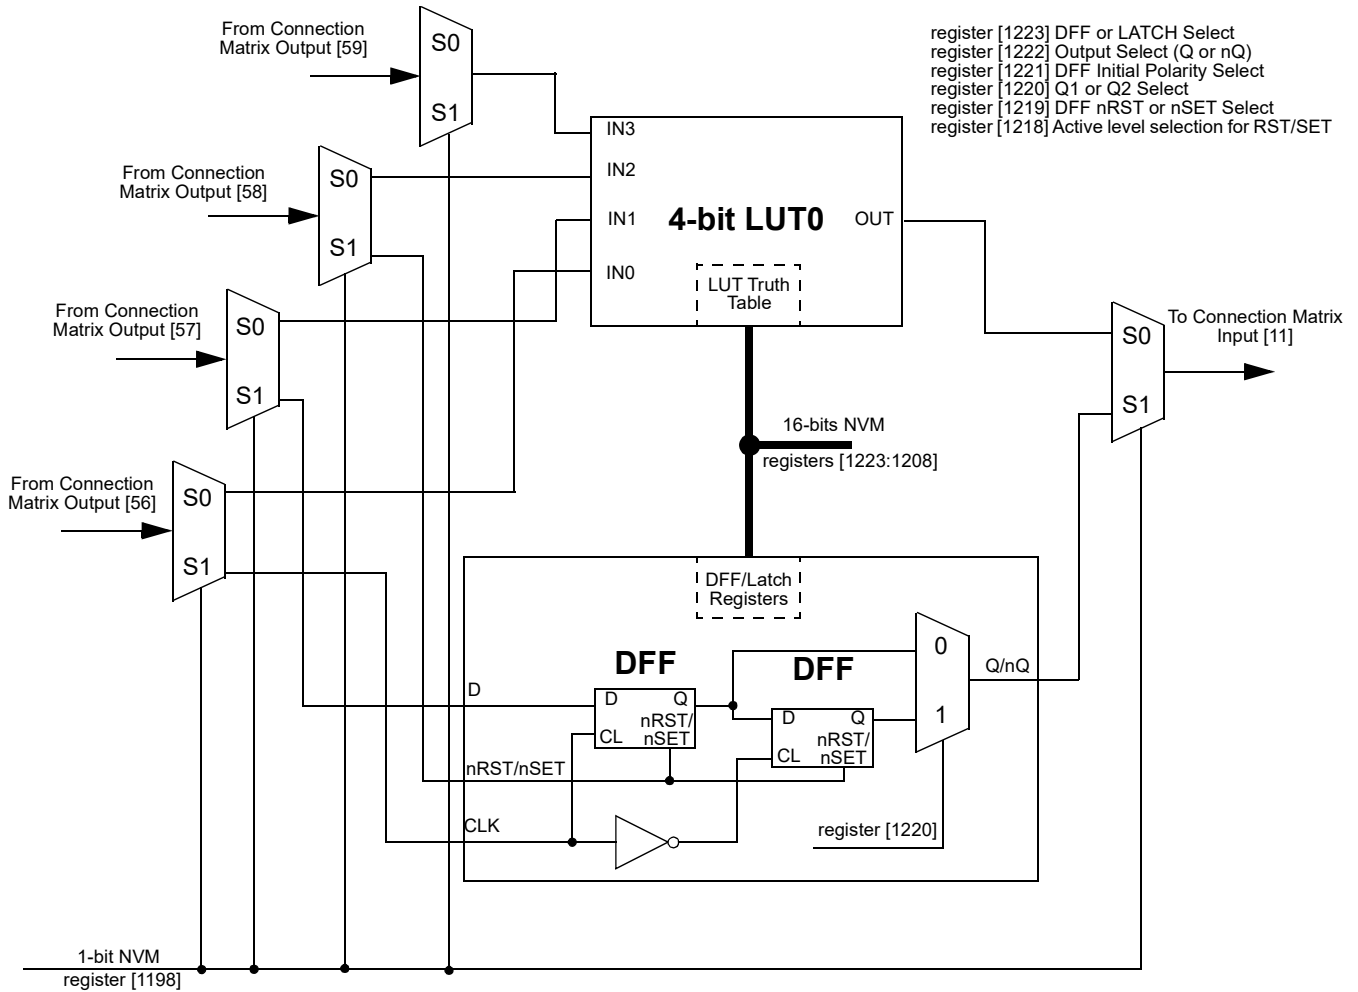 From Connection
Matrix Output [59]
S0
S1
register [1223] DFF or LATCH Select
register [1222] Output Select (Q or nQ)
register [1221] DFF Initial Polarity Select
register [1220] Q1 or Q2 Select
register [1219] DFF nRST or nSET Select
register [1218] Active level selection for RST/SET
From Connection
Matrix Output [58]
S0
S1
IN3
IN2
IN1
IN0
4-bit LUT0
OUT
LUT Truth
Table
From Connection
Matrix Output [57]
S0
S1
To Connection Matrix
Input [11]
S0
S1
16-bits NVM
registers [1223:1208]
From Connection
Matrix Output [56]
S0
S1
DFF/Latch
Registers
DFF
DFF
0
1
Q/nQ
D
D
Q
nRST/
nSET
CL
D
Q
nRST/
nSET
CL
nRST/nSET
CLK
register [1220]
1-bit NVM
register [1198]